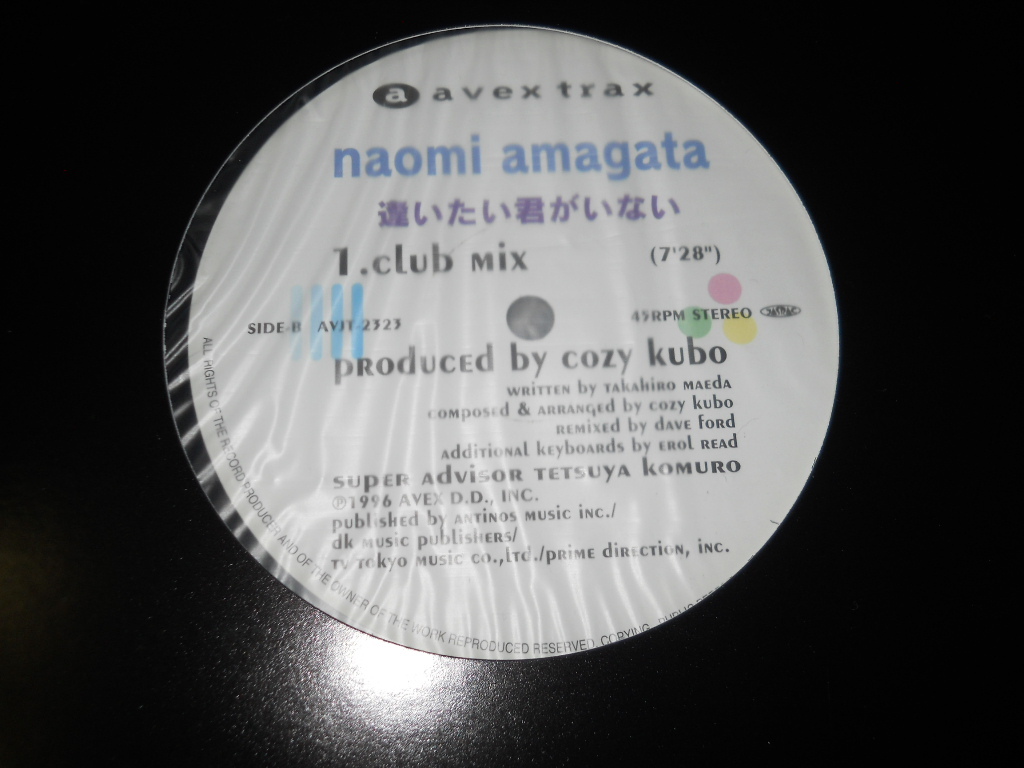 a avex trax
naomi amagata
違いたい君がいない
1.club mix (7'28")
SIDE-B AVJT-2323 45RPM STEREO
produced by cozy kubo
written by takahiro maeda
composed & arranged by cozy kubo
remixed by dave ford
additional keyboards by erol read
super advisor tetsuya komuro
℗1996 AVEX D.D., INC.
published by antinos music inc./
dk music publishers/
tv tokyo music co.,ltd./prime direction, inc.
ALL RIGHTS OF THE RECORD PRODUCER AND OF THE OWNER OF THE WORK REPRODUCED RESERVED. COPYING,